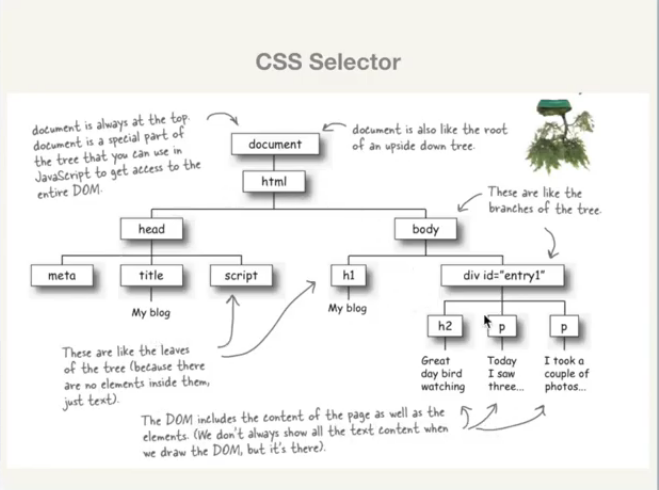 CSS Selector
document is always at the top.
document is a special part of
the tree that you can use in
JavaScript to get access to the
entire DOM.
document
document is also like the root
of an upside down tree.
html
These are like the
branches of the tree.
head
body
meta
title
script
h1
div id="entry1"
My blog
My blog
h2
p
p
Great
day bird
watching
Today
I saw
three...
I took a
couple of
photos...
These are like the leaves
of the tree (because there
are no elements inside them,
just text).
The DOM includes the content of the page as well as the
elements. (We don't always show all the text content when
we draw the DOM, but it's there).